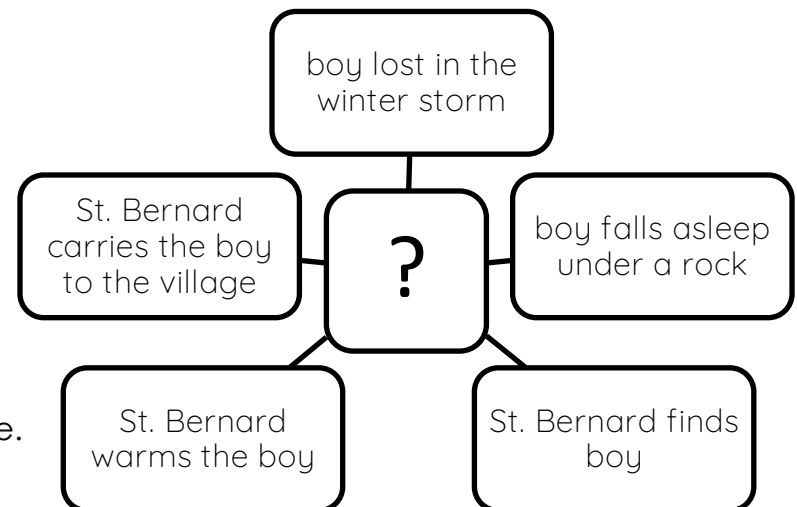 boy lost in the
winter storm
St. Bernard
carries the boy
to the village
?
boy falls asleep
under a rock
e.
St. Bernard
warms the boy
St. Bernard finds
boy